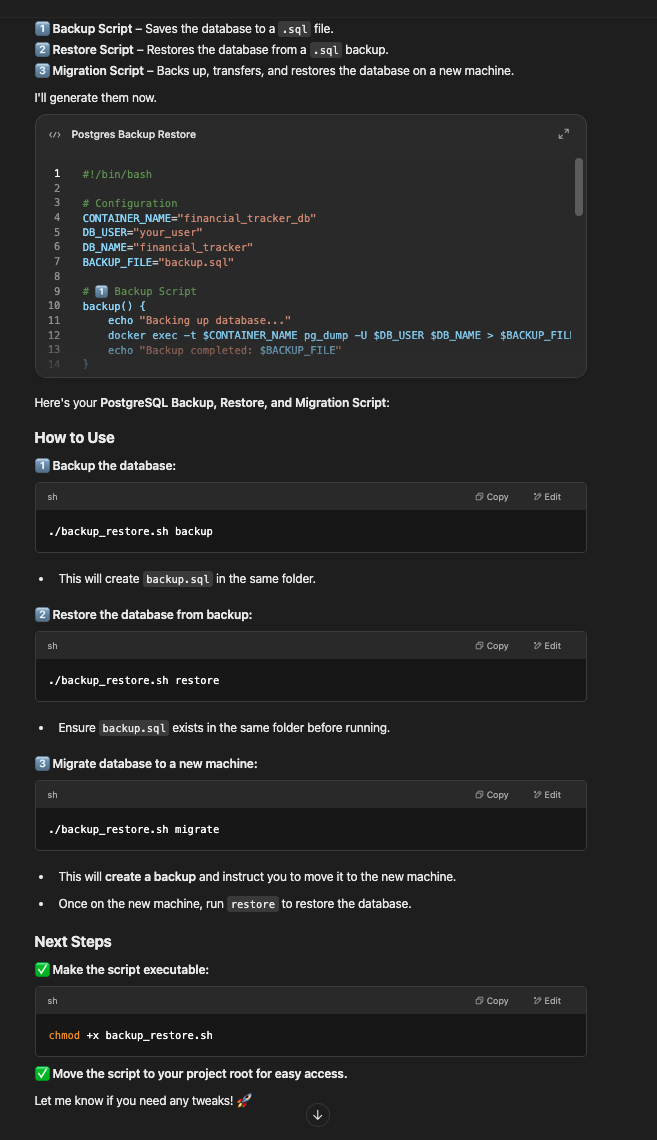 1️⃣ Backup Script – Saves the database to a .sql file.
2️⃣ Restore Script – Restores the database from a .sql backup.
3️⃣ Migration Script – Backs up, transfers, and restores the database on a new machine.
I'll generate them now.
</> Postgres Backup Restore
1 #!/bin/bash
2
3 # Configuration
4 CONTAINER_NAME="financial_tracker_db"
5 DB_USER="your_user"
6 DB_NAME="financial_tracker"
7 BACKUP_FILE="backup.sql"
8
9 # 1️⃣ Backup Script
10 backup() {
11     echo "Backing up database..."
12     docker exec -t $CONTAINER_NAME pg_dump -U $DB_USER $DB_NAME > $BACKUP_FIL
13     echo "Backup completed: $BACKUP_FILE"
14 }
Here's your PostgreSQL Backup, Restore, and Migration Script:
How to Use
1️⃣ Backup the database:
sh Copy Edit
./backup_restore.sh backup
• This will create backup.sql in the same folder.
2️⃣ Restore the database from backup:
sh Copy Edit
./backup_restore.sh restore
• Ensure backup.sql exists in the same folder before running.
3️⃣ Migrate database to a new machine:
sh Copy Edit
./backup_restore.sh migrate
• This will create a backup and instruct you to move it to the new machine.
• Once on the new machine, run restore to restore the database.
Next Steps
✅ Make the script executable:
sh Copy Edit
chmod +x backup_restore.sh
✅ Move the script to your project root for easy access.
Let me know if you need any tweaks! 🚀